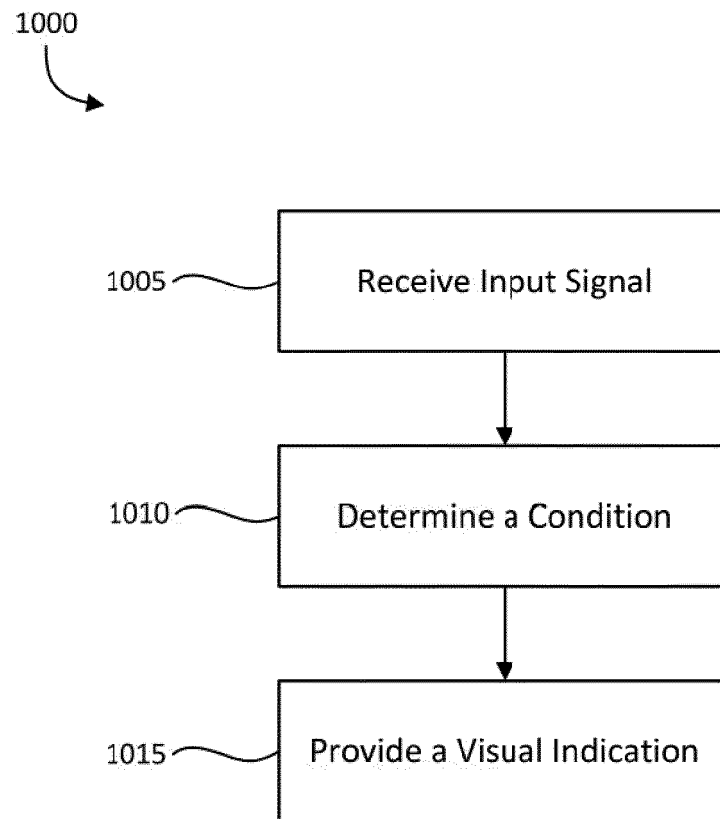 1000
1005
Receive Input Signal
1010
Determine a Condition
1015
Provide a Visual Indication